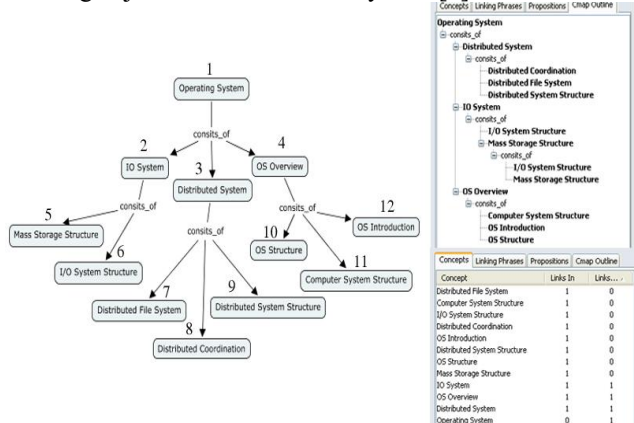 1
Operating System
consits_of
2
3
4
IO System
Distributed System
OS Overview
consits_of
consits_of
consits_of
5
Mass Storage Structure
6
I/O System Structure
7
Distributed File System
8
Distributed Coordination
9
Distributed System Structure
10
OS Structure
11
Computer System Structure
12
OS Introduction
Concepts Linking Phrases Propositions Cmap Outline
Operating System
consits_of
Distributed System
consits_of
Distributed Coordination
Distributed File System
Distributed System Structure
IO System
consits_of
I/O System Structure
Mass Storage Structure
consits_of
I/O System Structure
Mass Storage Structure
OS Overview
consits_of
Computer System Structure
OS Introduction
OS Structure
Concepts Linking Phrases Propositions Cmap Outline
Concept Links In Links...
Distributed File System 1 0
Computer System Structure 1 0
I/O System Structure 1 0
Distributed Coordination 1 0
OS Introduction 1 0
Distributed System Structure 1 0
OS Structure 1 0
Mass Storage Structure 1 0
IO System 1 1
OS Overview 1 1
Distributed System 1 1
Operating System 0 1